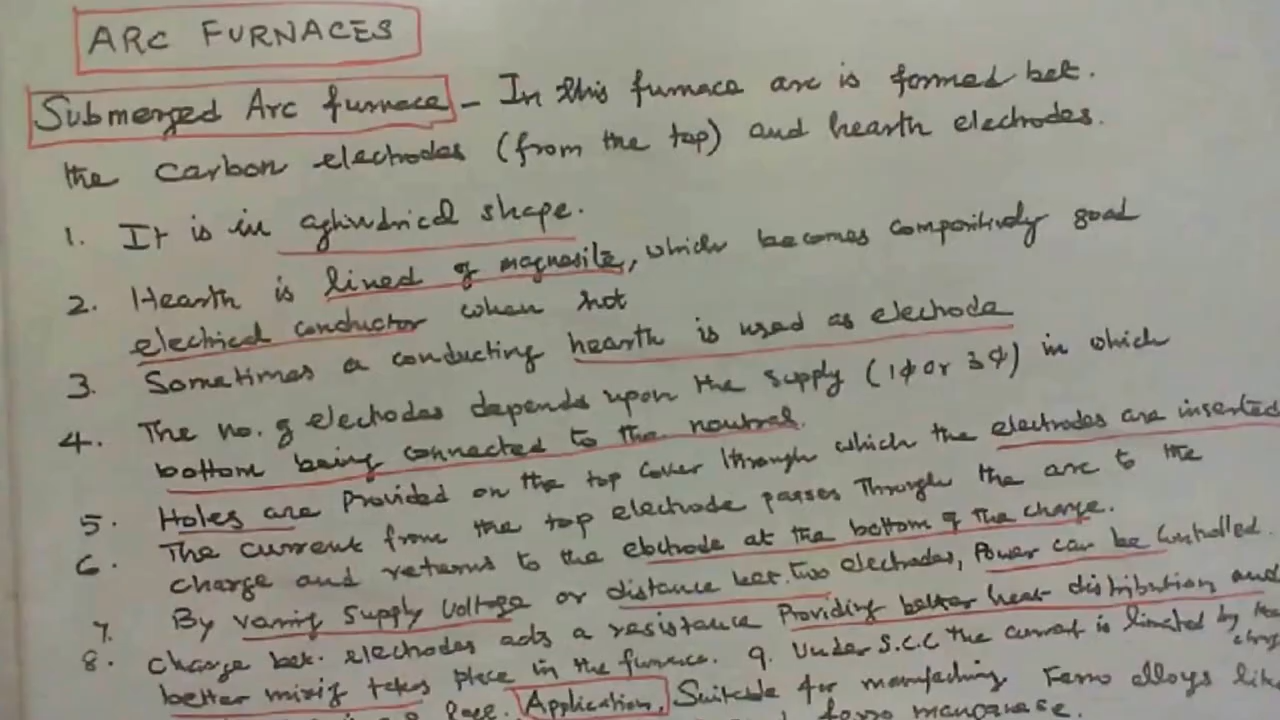 ARC FURNACES
Submerged Arc furnace - In this furnace arc is formed bet.
the carbon electrodes (from the top) and hearth electrodes.
1. It is in cylindrical shape.
2. Hearth is lined of magnesite, which becomes compositively good
electrical conductor when hot
3. Sometimes a conducting hearth is used as electrode
4. The no. of electrodes depends upon the supply (1φ or 3φ) in which
bottom being connected to the neutral.
5. Holes are provided on the top cover through which the electrodes are inserted
6. The current from the top electrode passes through the arc to the
charge and returns to the electrode at the bottom of the charge.
7. By varing supply voltage or distance bet. two electrodes, power can be controlled.
8. Charge bet. electrodes acts a resistance providing better heat distribution and
better mixig takes place in the furnace. 9. Under S.C.C the current is limited by the
Application, Suitable for manufaching Ferro alloys like
ferro manganese.